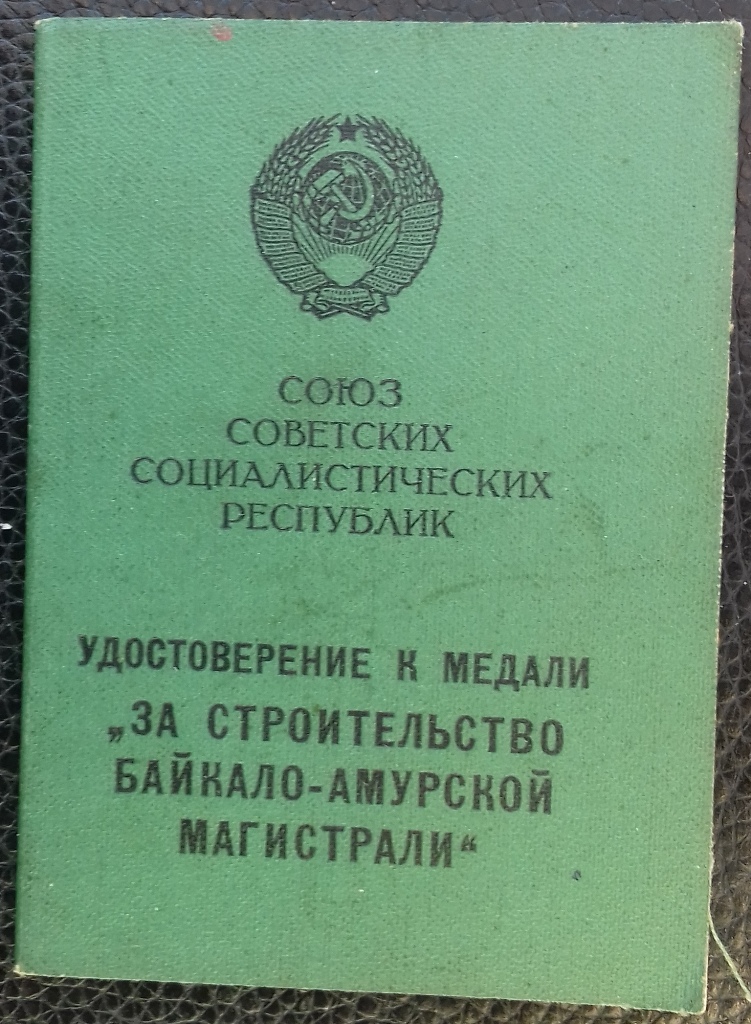 СОЮЗ
СОВЕТСКИХ
СОЦИАЛИСТИЧЕСКИХ
РЕСПУБЛИК
УДОСТОВЕРЕНИЕ К МЕДАЛИ
„ЗА СТРОИТЕЛЬСТВО
БАЙКАЛО-АМУРСКОЙ
МАГИСТРАЛИ“